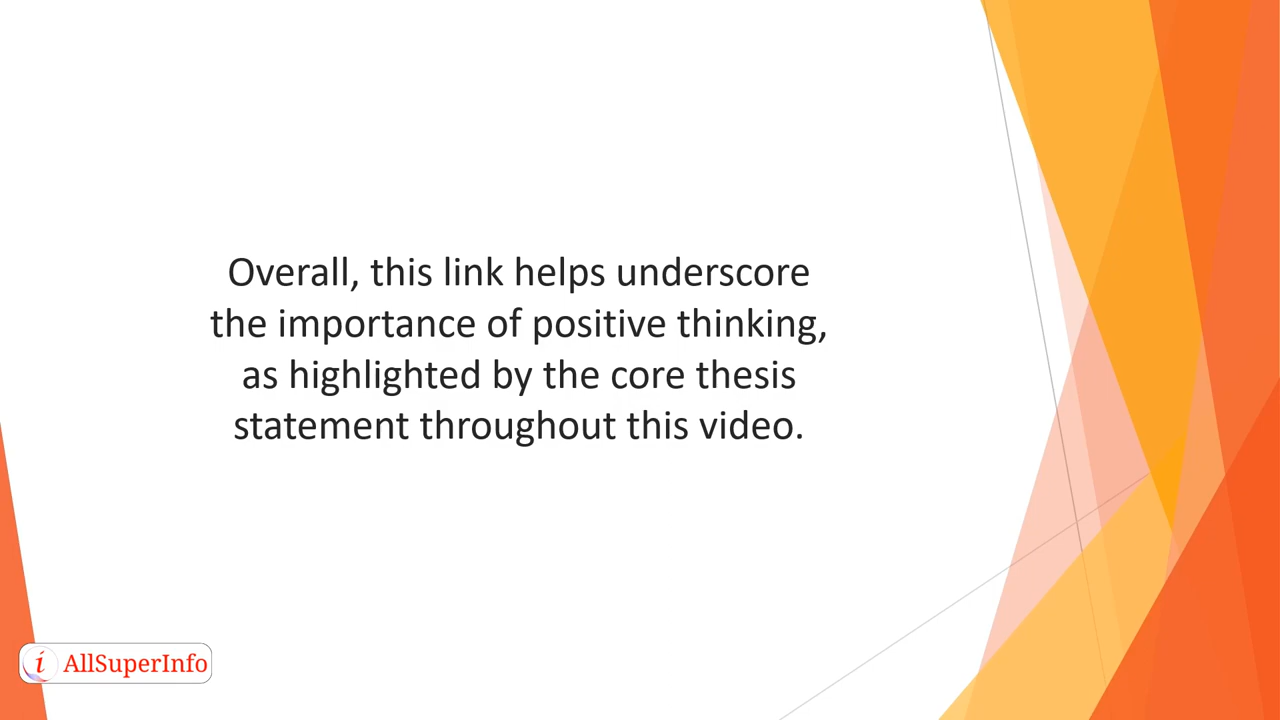 Overall, this link helps underscore
the importance of positive thinking,
as highlighted by the core thesis
statement throughout this video.
i AllSuperInfo